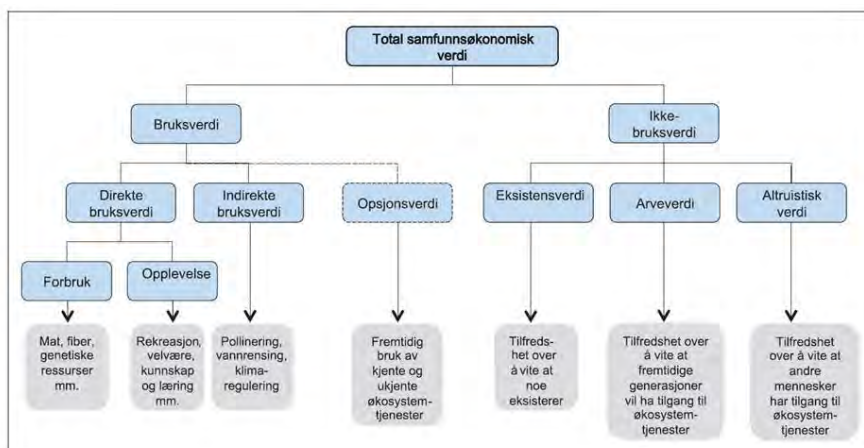 Total samfunnsøkonomisk
verdi
Bruksverdi
Ikke-
bruksverdi
Direkte
bruksverdi
Indirekte
bruksverdi
Opsjonsverdi
Eksistensverdi
Arveverdi
Altruistisk
verdi
Forbruk
Opplevelse
Mat, fiber,
genetiske
ressurser
mm.
Rekreasjon,
velvære,
kunnskap
og læring
mm.
Pollinering,
vannrensing,
klima-
regulering
Fremtidig
bruk av
kjente og
ukjente
økosystem-
tjenester
Tilfreds-
het over
å vite at
noe
eksisterer
Tilfredshet over
å vite at
fremtidige
generasjoner
vil ha tilgang til
økosystem-
tjenester
Tilfredshet
over å vite at
andre
mennesker
har tilgang til
økosystem-
tjenester